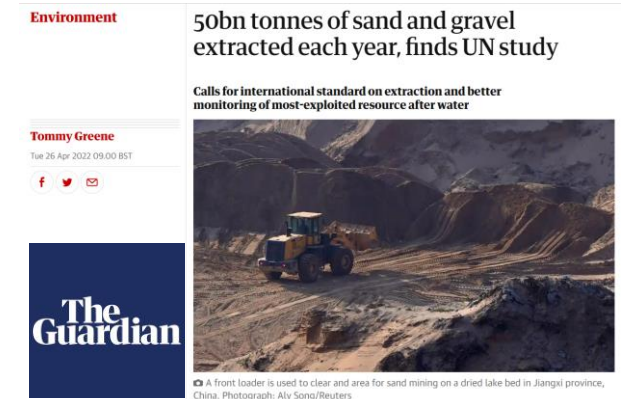 Environment
50bn tonnes of sand and gravel
extracted each year, finds UN study
Calls for international standard on extraction and better
monitoring of most-exploited resource after water
Tommy Greene
Tue 26 Apr 2022 09.00 BST
The
Guardian
A front loader is used to clear and area for sand mining on a dried lake bed in Jiangxi province,
China. Photograph: Aly Song/Reuters